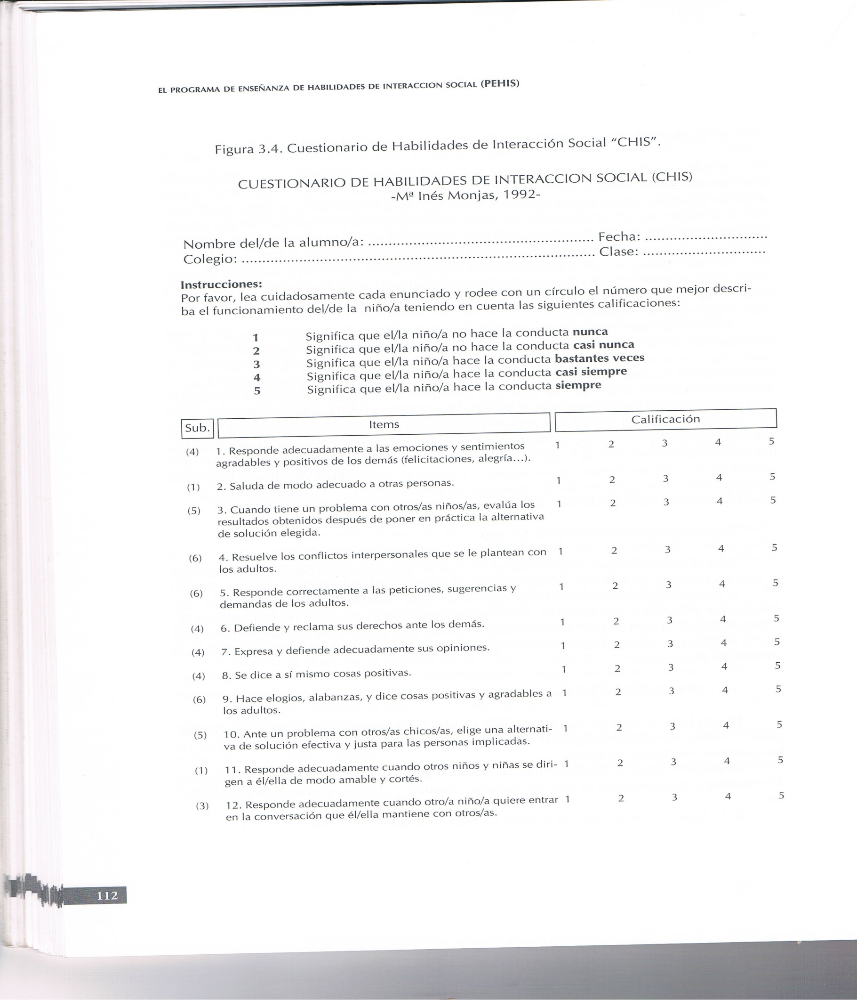 EL PROGRAMA DE ENSEÑANZA DE HABILIDADES DE INTERACCION SOCIAL (PEHIS)
Figura 3.4. Cuestionario de Habilidades de Interacción Social “CHIS”.
CUESTIONARIO DE HABILIDADES DE INTERACCION SOCIAL (CHIS)
-Mª Inés Monjas, 1992-
Nombre del/de la alumno/a: ........................................................ Fecha: ..............................
Colegio: ........................................................................................ Clase: ..............................
Instrucciones:
Por favor, lea cuidadosamente cada enunciado y rodee con un círculo el número que mejor descri-
ba el funcionamiento del/de la niño/a teniendo en cuenta las siguientes calificaciones:
1 Significa que el/la niño/a no hace la conducta nunca
2 Significa que el/la niño/a no hace la conducta casi nunca
3 Significa que el/la niño/a hace la conducta bastantes veces
4 Significa que el/la niño/a hace la conducta casi siempre
5 Significa que el/la niño/a hace la conducta siempre
Sub. Items Calificación
(4) 1. Responde adecuadamente a las emociones y sentimientos 1 2 3 4 5
agradables y positivos de los demás (felicitaciones, alegría...).
(1) 2. Saluda de modo adecuado a otras personas. 1 2 3 4 5
(5) 3. Cuando tiene un problema con otros/as niños/as, evalúa los 1 2 3 4 5
resultados obtenidos después de poner en práctica la alternativa
de solución elegida.
(6) 4. Resuelve los conflictos interpersonales que se le plantean con 1 2 3 4 5
los adultos.
(6) 5. Responde correctamente a las peticiones, sugerencias y 1 2 3 4 5
demandas de los adultos.
(4) 6. Defiende y reclama sus derechos ante los demás. 1 2 3 4 5
(4) 7. Expresa y defiende adecuadamente sus opiniones. 1 2 3 4 5
(4) 8. Se dice a sí mismo cosas positivas. 1 2 3 4 5
(6) 9. Hace elogios, alabanzas, y dice cosas positivas y agradables a 1 2 3 4 5
los adultos.
(5) 10. Ante un problema con otros/as chicos/as, elige una alternati- 1 2 3 4 5
va de solución efectiva y justa para las personas implicadas.
(1) 11. Responde adecuadamente cuando otros niños y niñas se diri- 1 2 3 4 5
gen a él/ella de modo amable y cortés.
(3) 12. Responde adecuadamente cuando otro/a niño/a quiere entrar 1 2 3 4 5
en la conversación que él/ella mantiene con otros/as.
112